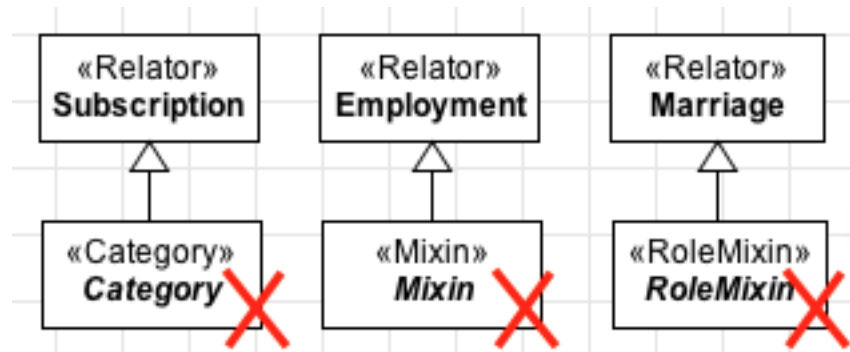 «Relator» «Relator» «Relator»
Subscription Employment Marriage
«Category» «Mixin» «RoleMixin»
Category Mixin RoleMixin